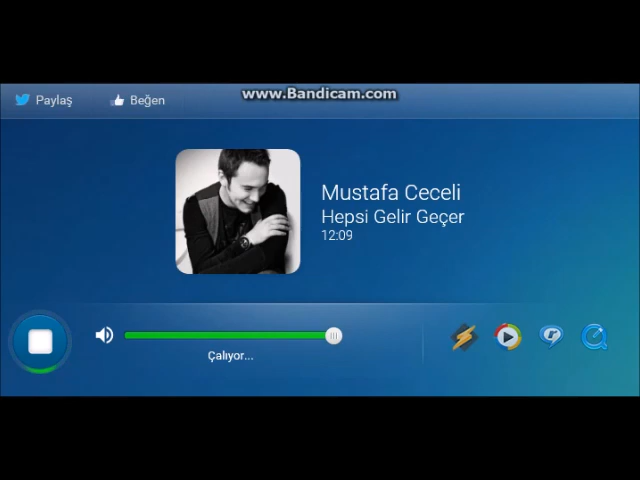 www.Bandicam.com
Paylaş
Beğen
Mustafa Ceceli
Hepsi Gelir Geçer
12:09
Çalıyor...